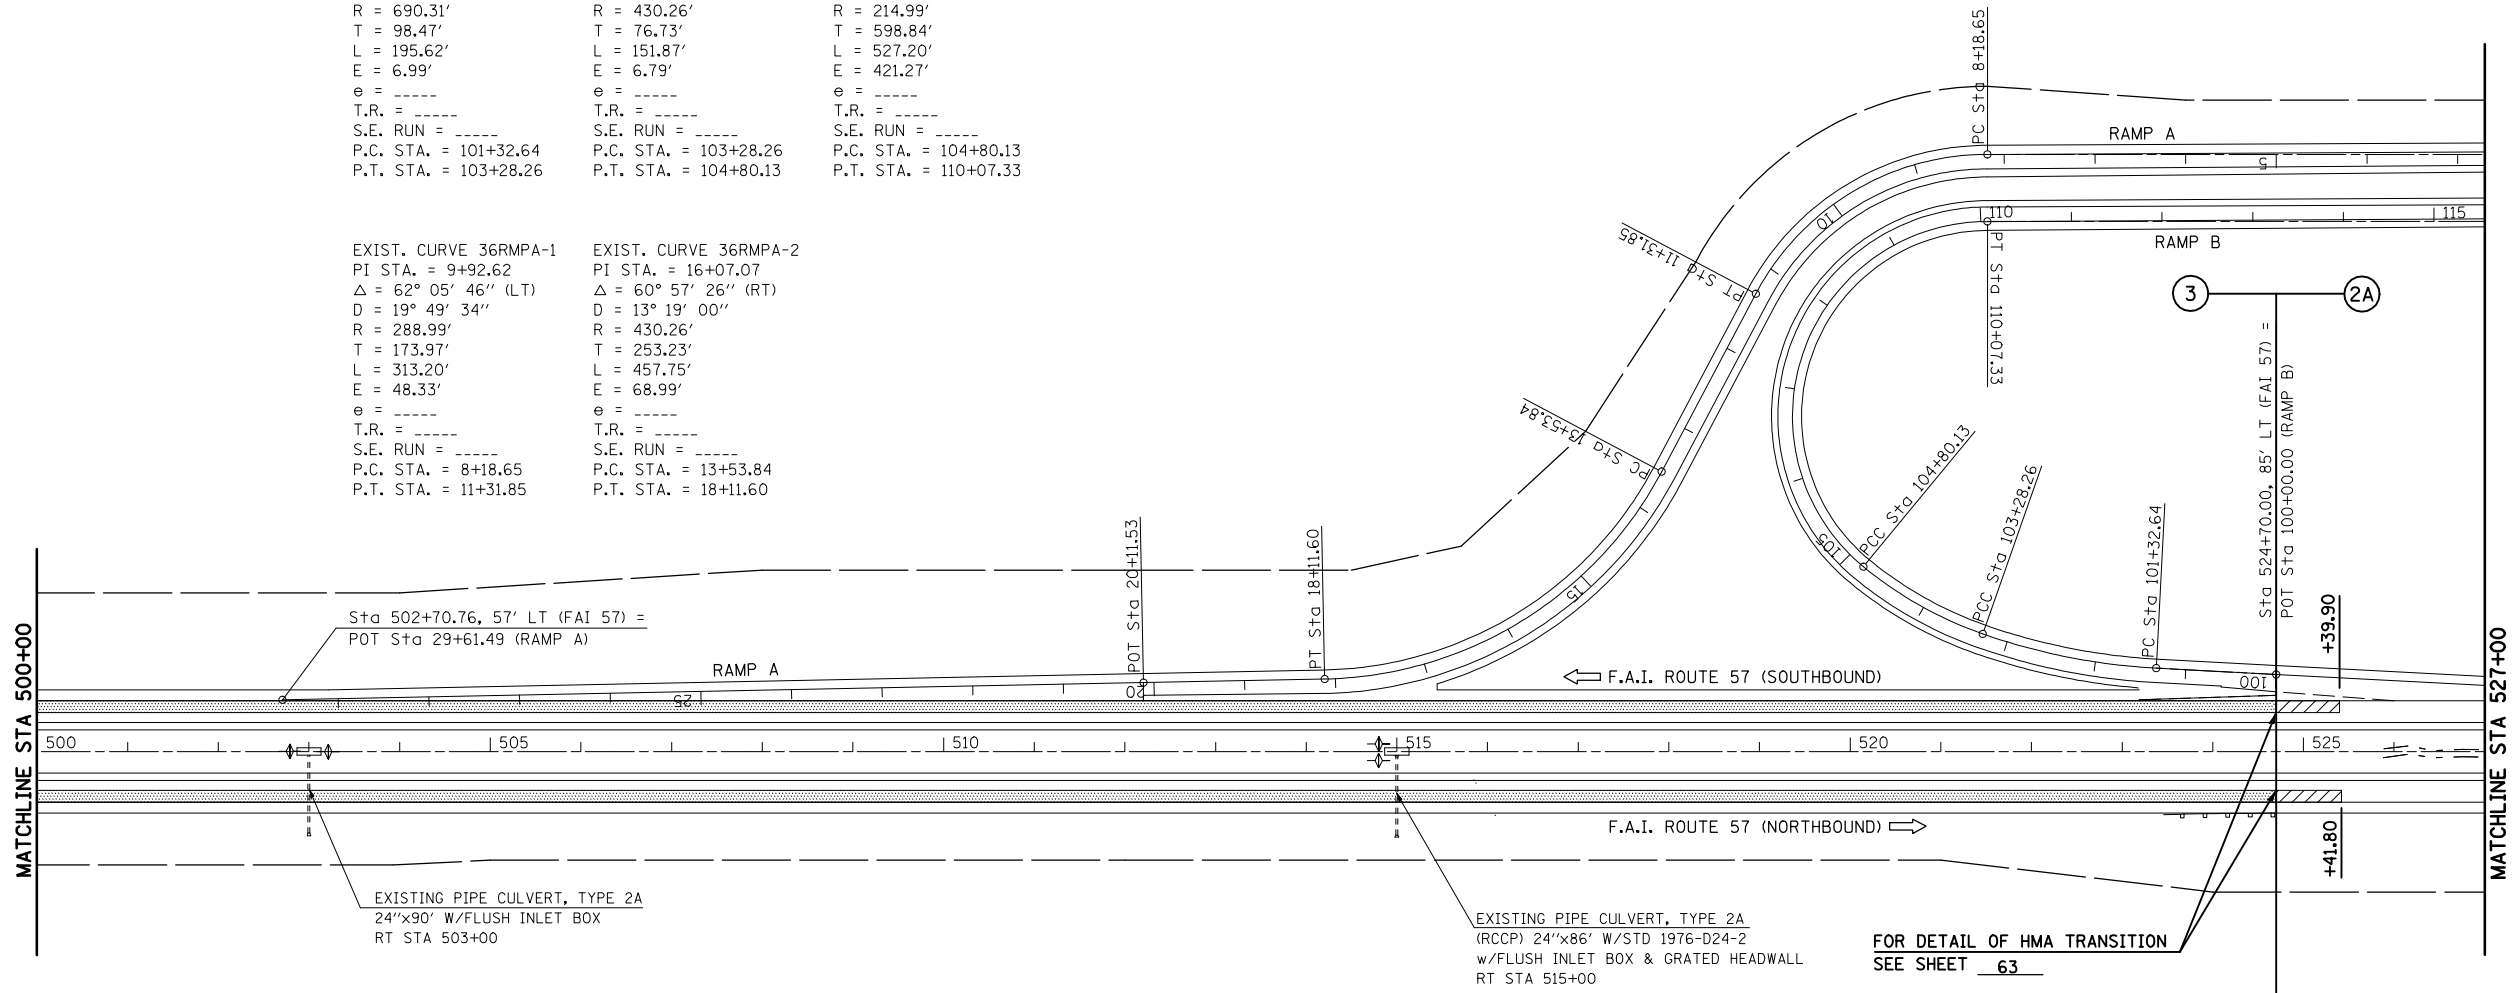 R = 690.31'
T = 98.47'
L = 195.62'
E = 6.99'
e = _____
T.R. = _____
S.E. RUN = _____
P.C. STA. = 101+32.64
P.T. STA. = 103+28.26
R = 430.26'
T = 76.73'
L = 151.87'
E = 6.79'
e = _____
T.R. = _____
S.E. RUN = _____
P.C. STA. = 103+28.26
P.T. STA. = 104+80.13
R = 214.99'
T = 598.84'
L = 527.20'
E = 421.27'
e = _____
T.R. = _____
S.E. RUN = _____
P.C. STA. = 104+80.13
P.T. STA. = 110+07.33
EXIST. CURVE 36RMPA-1
PI STA. = 9+92.62
△ = 62° 05' 46" (LT)
D = 19° 49' 34"
R = 288.99'
T = 173.97'
L = 313.20'
E = 48.33'
e = _____
T.R. = _____
S.E. RUN = _____
P.C. STA. = 8+18.65
P.T. STA. = 11+31.85
EXIST. CURVE 36RMPA-2
PI STA. = 16+07.07
△ = 60° 57' 26" (RT)
D = 13° 19' 00"
R = 430.26'
T = 253.23'
L = 457.75'
E = 68.99'
e = _____
T.R. = _____
S.E. RUN = _____
P.C. STA. = 13+53.84
P.T. STA. = 18+11.60
PC Sta 8+18.65
RAMP A
5
10
110
115
RAMP B
PT Sta 11+31.85
PT Sta 110+07.33
3
2A
PC Sta 13+53.84
PCC Sta 104+80.13
PCC Sta 103+28.26
PC Sta 101+32.64
Sta 524+70.00, 85' LT (FAI 57) =
POT Sta 100+00.00 (RAMP B)
105
15
100
+39.90
POT Sta 20+11.53
PT Sta 18+11.60
Sta 502+70.76, 57' LT (FAI 57) =
POT Sta 29+61.49 (RAMP A)
RAMP A
25
20
F.A.I. ROUTE 57 (SOUTHBOUND)
MATCHLINE STA 500+00
500
505
510
515
520
525
MATCHLINE STA 527+00
F.A.I. ROUTE 57 (NORTHBOUND)
+41.80
EXISTING PIPE CULVERT, TYPE 2A
24"x90' W/FLUSH INLET BOX
RT STA 503+00
EXISTING PIPE CULVERT, TYPE 2A
(RCCP) 24"x86' W/STD 1976-D24-2
w/FLUSH INLET BOX & GRATED HEADWALL
RT STA 515+00
FOR DETAIL OF HMA TRANSITION
SEE SHEET 63